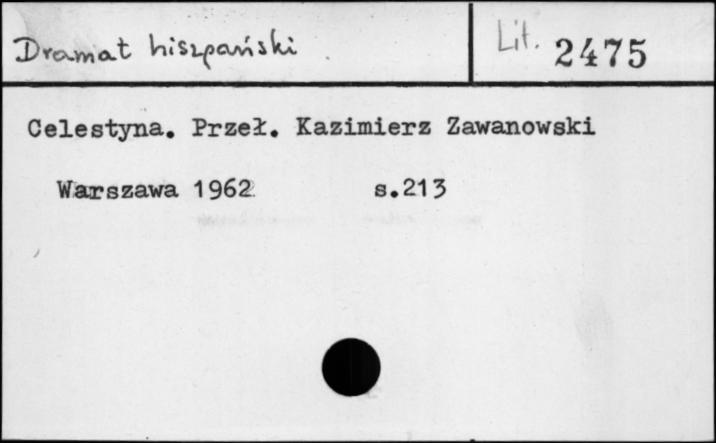 Dramat hiszpański
Lit. 2475
Celestyna. Przeł. Kazimierz Zawanowski
Warszawa 1962 s.213